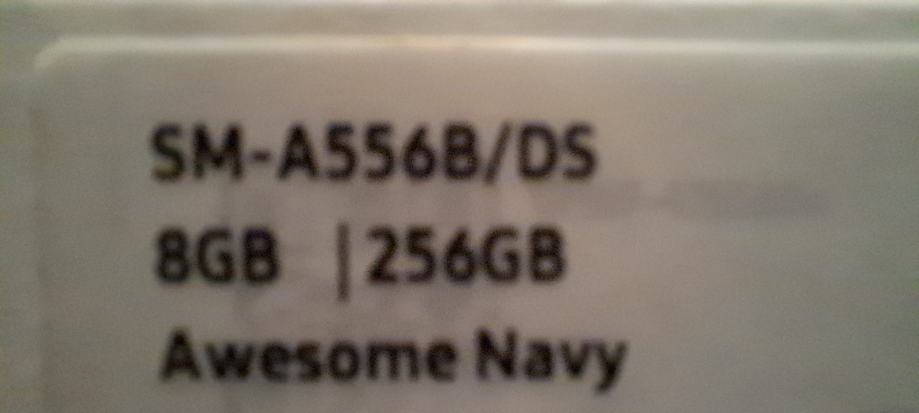 SM-A556B/DS
8GB | 256GB
Awesome Navy